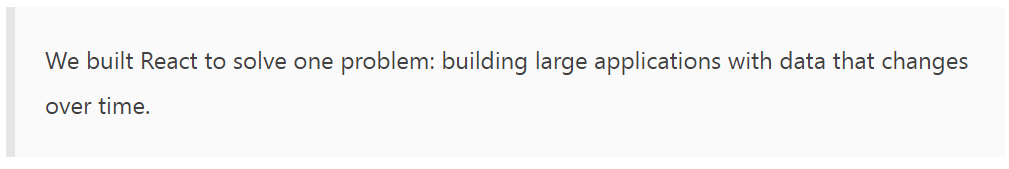 We built React to solve one problem: building large applications with data that changes
over time.